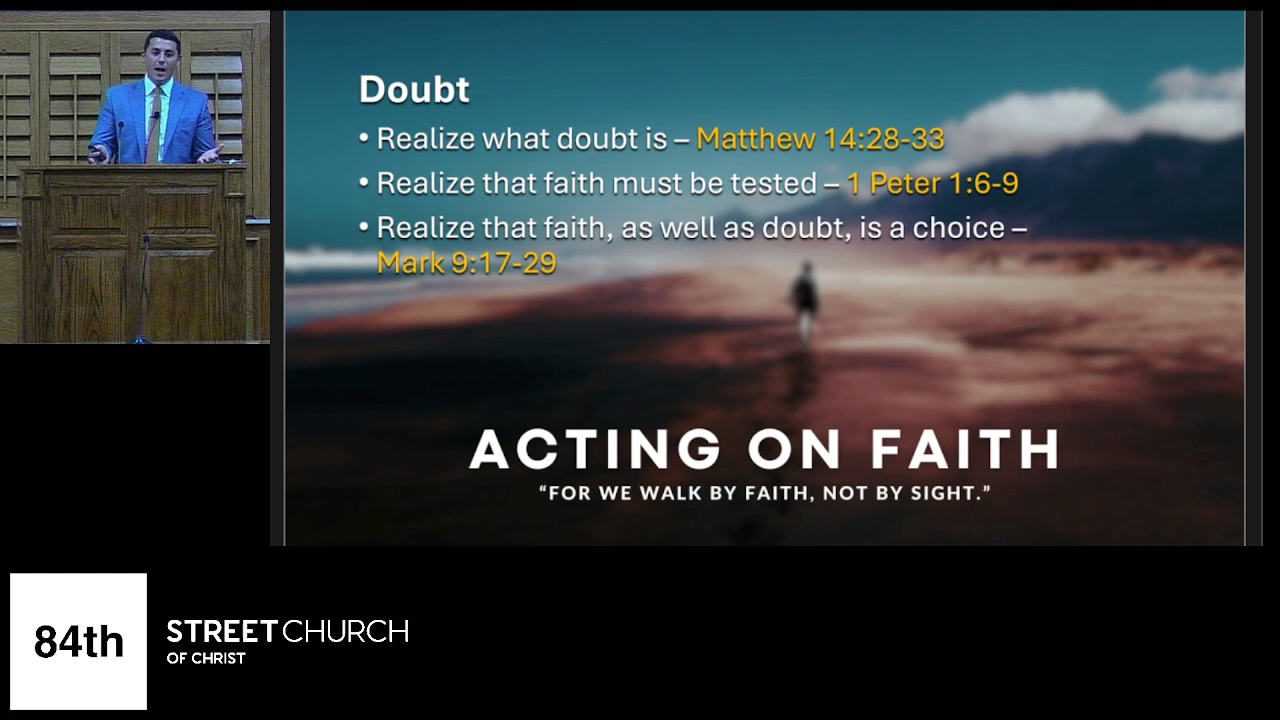 Doubt
• Realize what doubt is – Matthew 14:28-33
• Realize that faith must be tested – 1 Peter 1:6-9
• Realize that faith, as well as doubt, is a choice –
Mark 9:17-29
ACTING ON FAITH
“FOR WE WALK BY FAITH, NOT BY SIGHT.”
84th
STREET CHURCH
OF CHRIST